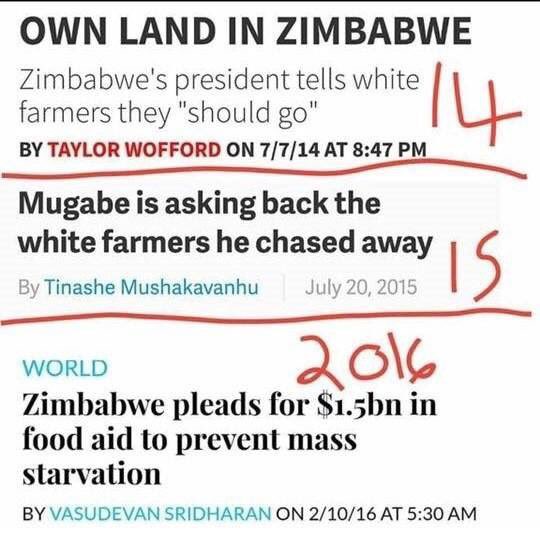 OWN LAND IN ZIMBABWE
Zimbabwe's president tells white
farmers they "should go"
14
BY TAYLOR WOFFORD ON 7/7/14 AT 8:47 PM
Mugabe is asking back the
white farmers he chased away
15
By Tinashe Mushakavanhu July 20, 2015
2016
WORLD
Zimbabwe pleads for $1.5bn in
food aid to prevent mass
starvation
BY VASUDEVAN SRIDHARAN ON 2/10/16 AT 5:30 AM